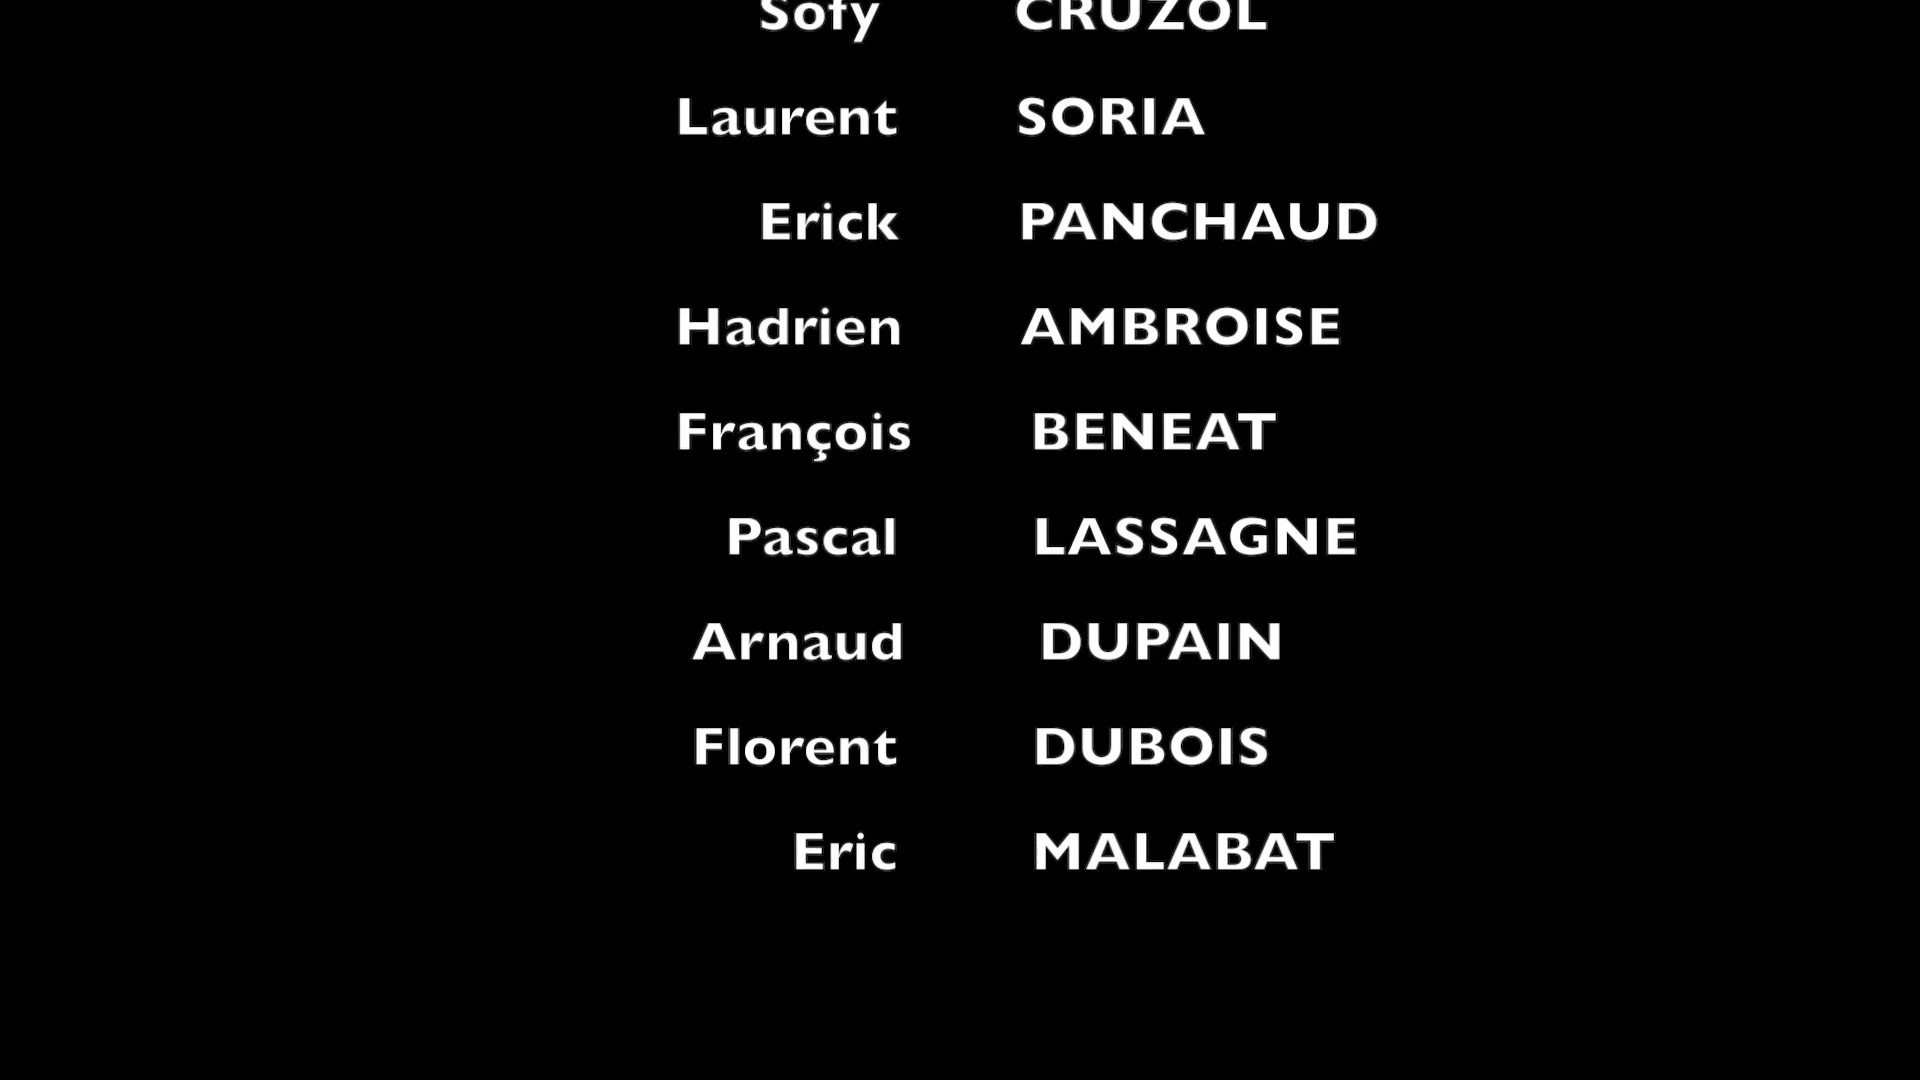 Sofy CRUZOL
Laurent SORIA
Erick PANCHAUD
Hadrien AMBROISE
François BENEAT
Pascal LASSAGNE
Arnaud DUPAIN
Florent DUBOIS
Eric MALABAT